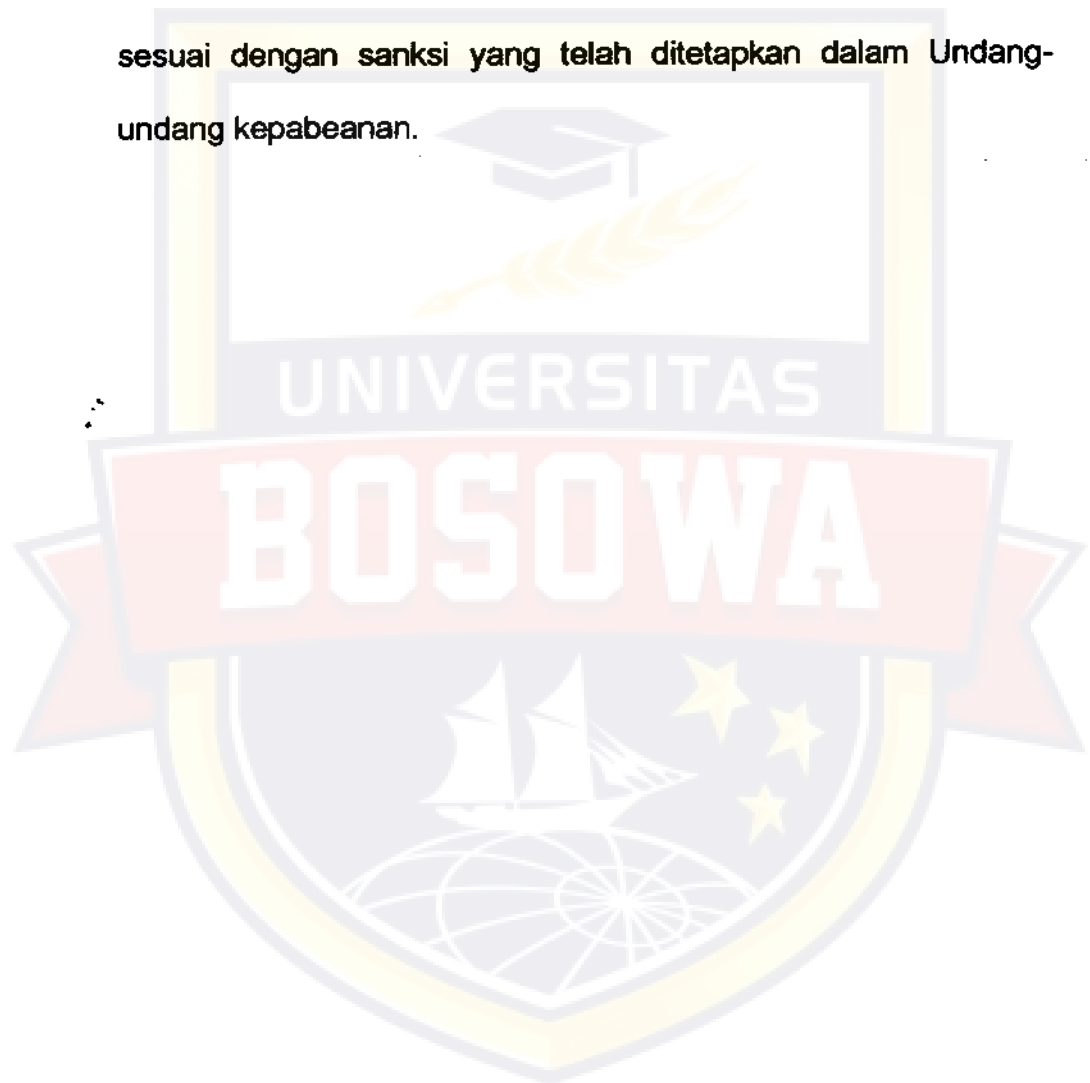 sesuai dengan sanksi yang telah ditetapkan dalam Undang-
undang kepabeanan.
UNIVERSITAS
BOSOWA